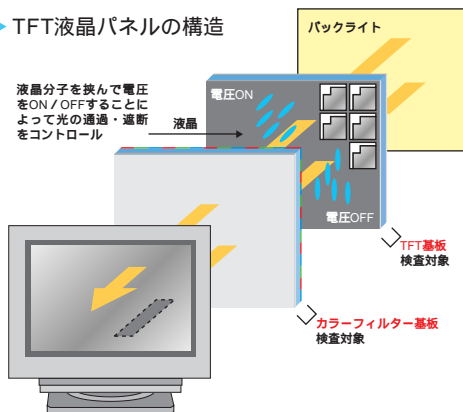 TFT液晶パネルの構造
バックライト
液晶分子を挟んで電圧
をON/OFFすることに
よって光の通過・遮断
をコントロール
液晶
電圧ON
電圧OFF
TFT基板
検査対象
カラーフィルター基板
検査対象